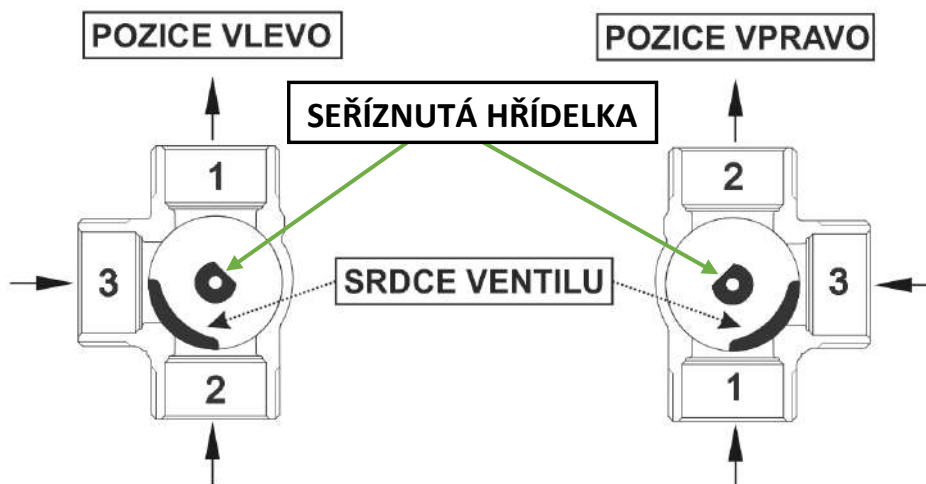 POZICE VLEVO
POZICE VPRAVO
SEŘÍZNUTÁ HŘÍDELKA
1
2
3
SRDCE VENTILU
3
2
1